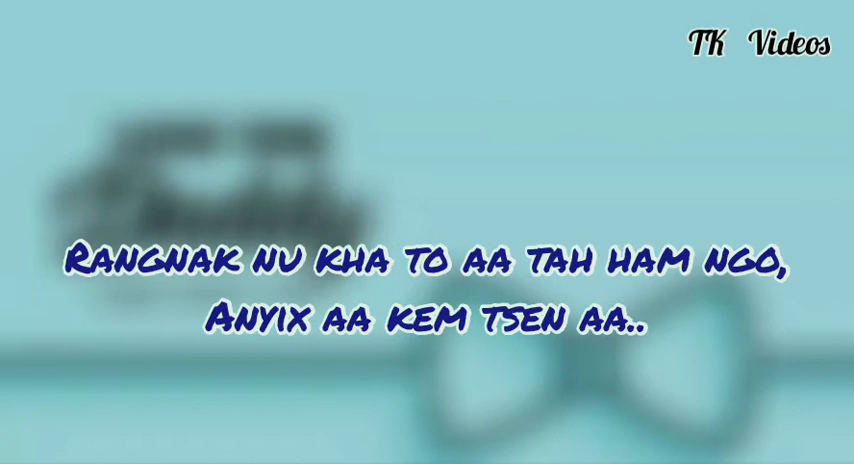 TK Videos
Rangnak nu kha to aa tah ham ngo,
Anyix aa kem tsen aa..